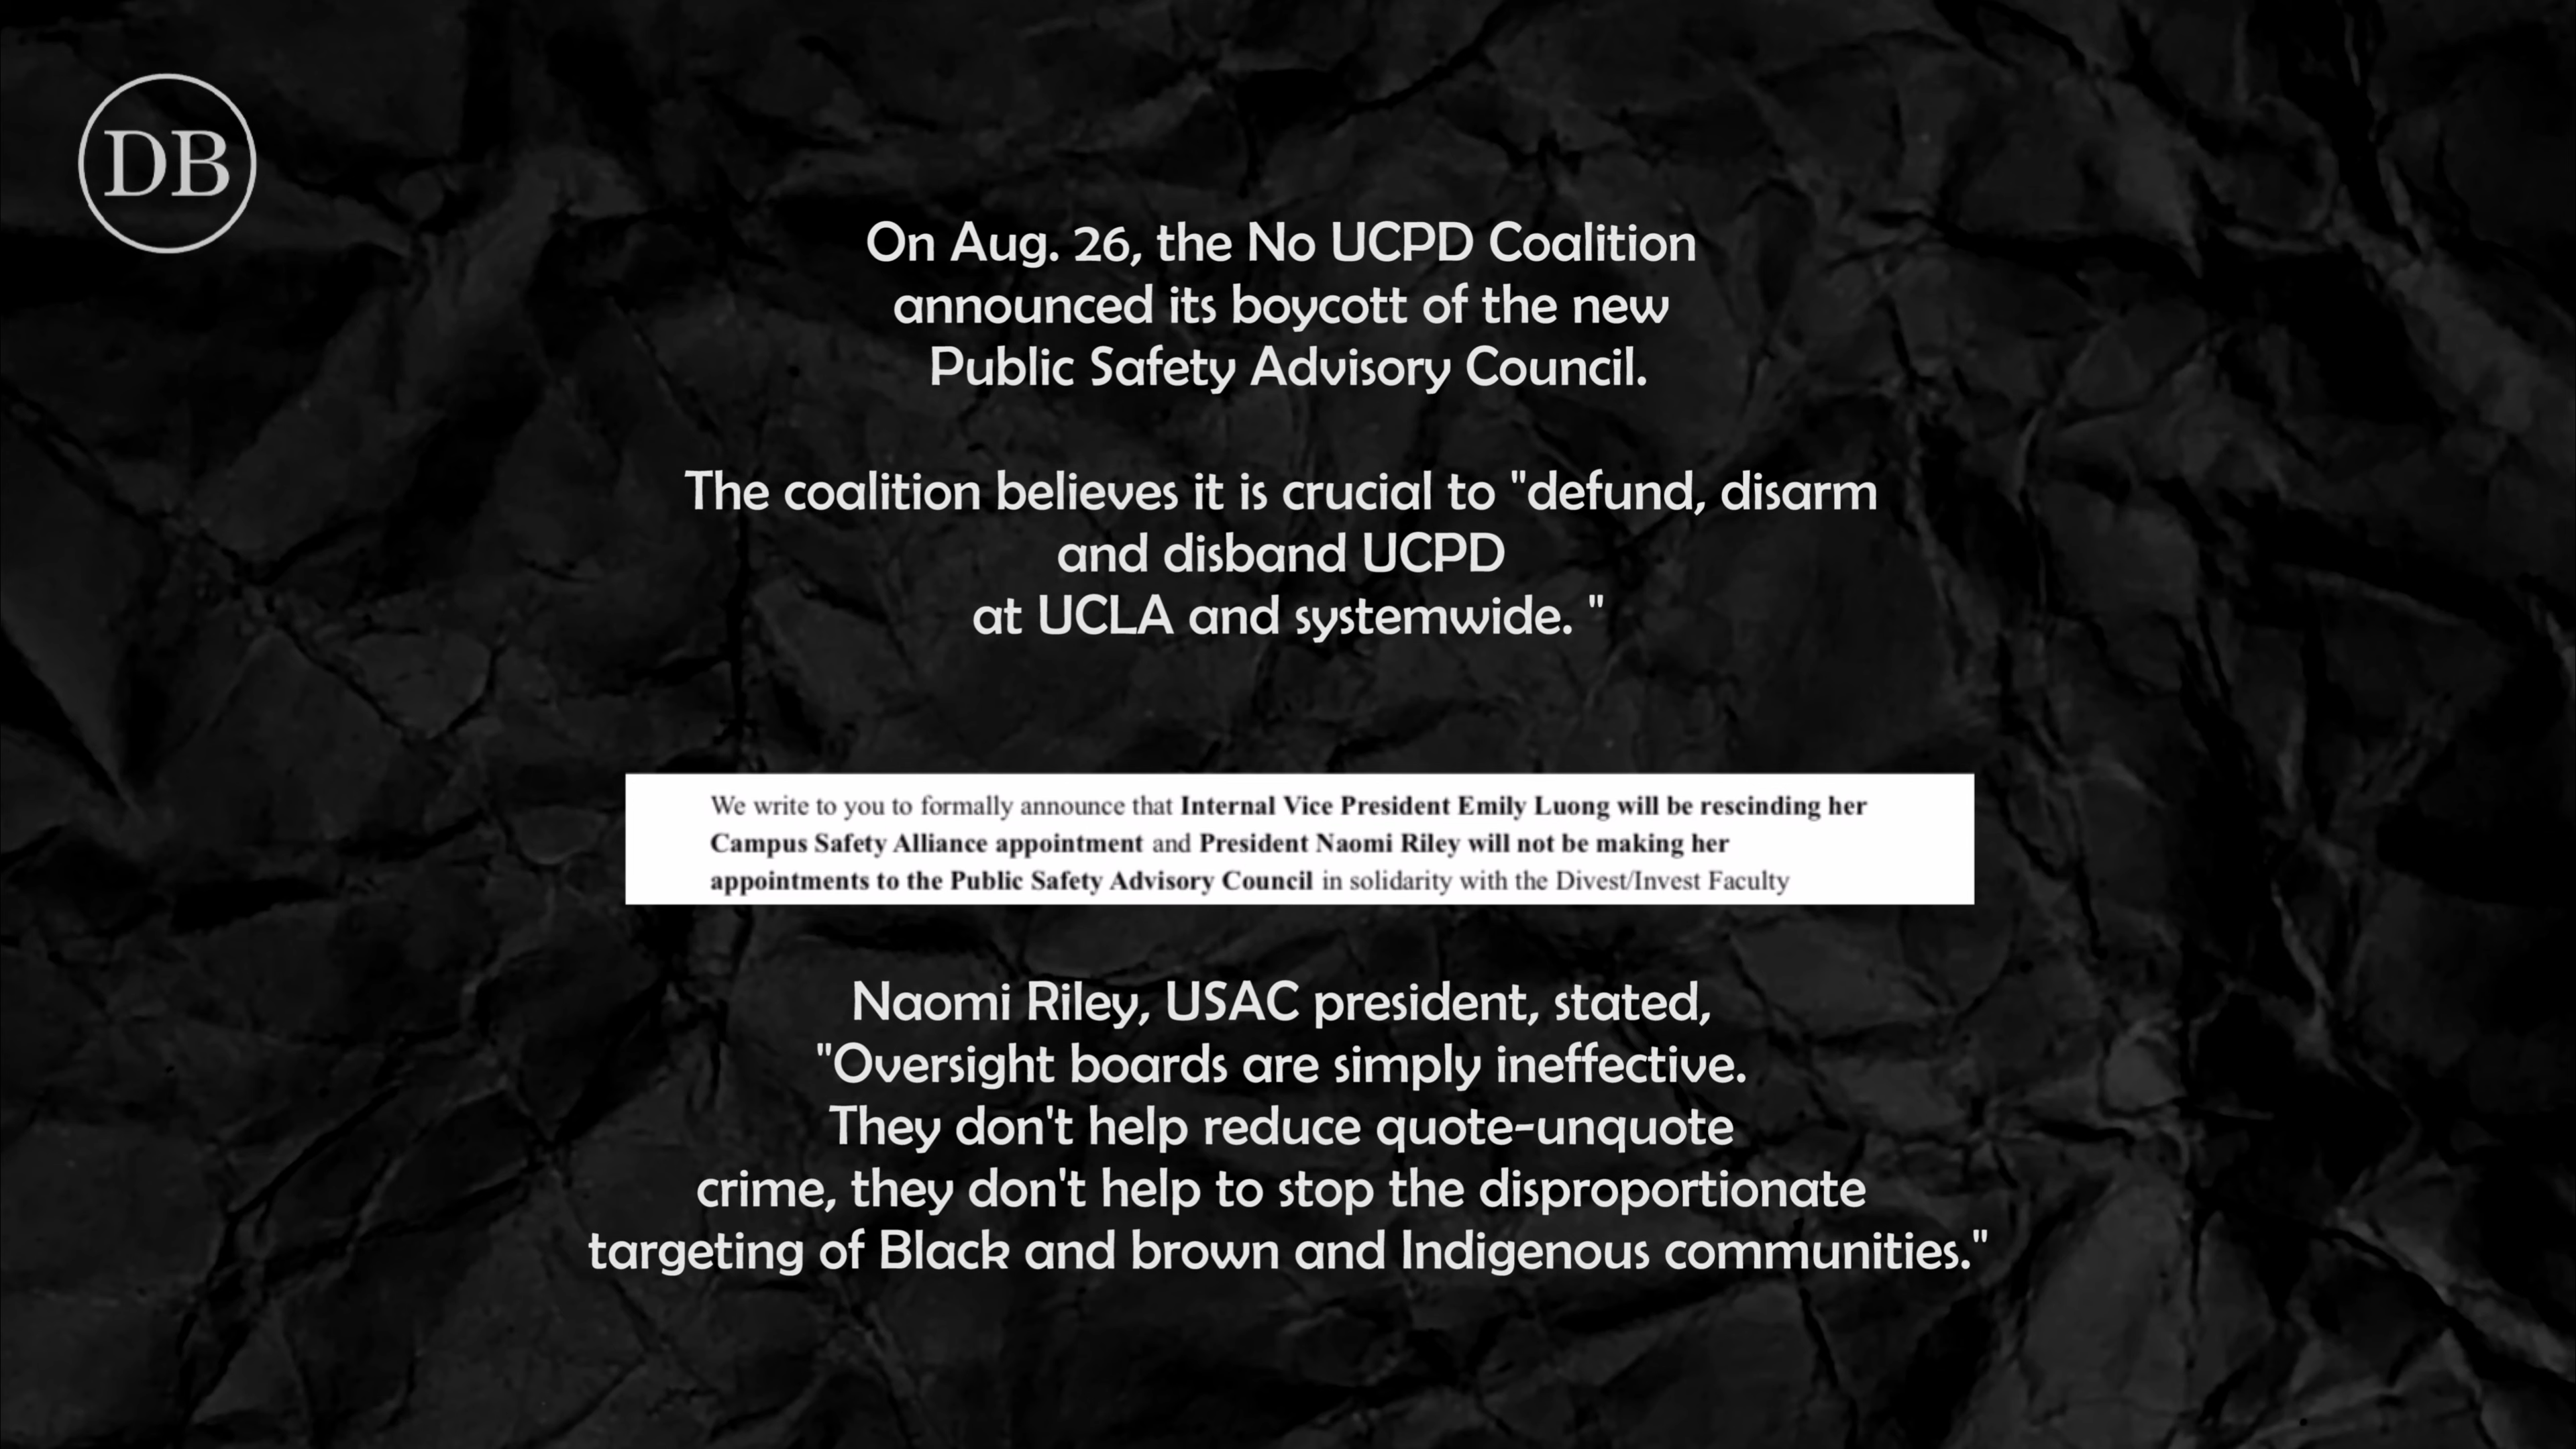 DB
On Aug. 26, the No UCPD Coalition
announced its boycott of the new
Public Safety Advisory Council.
The coalition believes it is crucial to "defund, disarm
and disband UCPD
at UCLA and systemwide. "
We write to you to formally announce that Internal Vice President Emily Luong will be rescinding her
Campus Safety Alliance appointment and President Naomi Riley will not be making her
appointments to the Public Safety Advisory Council in solidarity with the Divest/Invest Faculty
Naomi Riley, USAC president, stated,
"Oversight boards are simply ineffective.
They don't help reduce quote-unquote
crime, they don't help to stop the disproportionate
targeting of Black and brown and Indigenous communities."